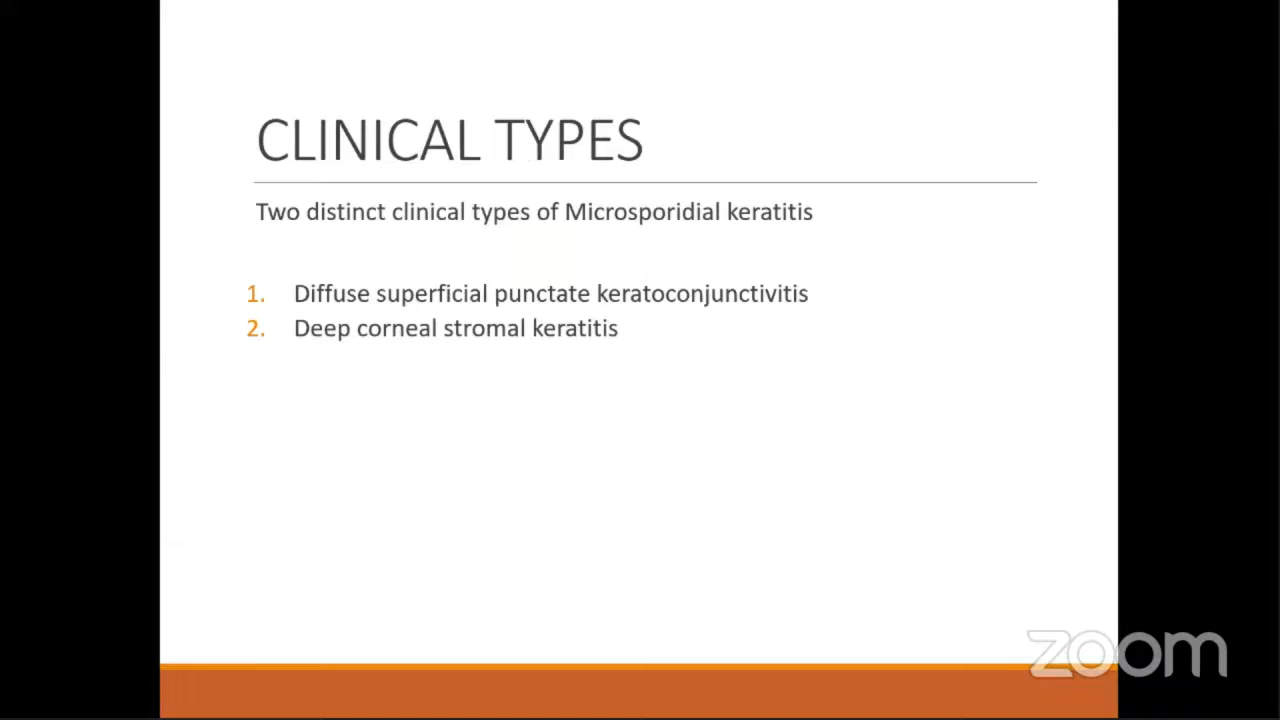 CLINICAL TYPES
Two distinct clinical types of Microsporidial keratitis
1. Diffuse superficial punctate keratoconjunctivitis
2. Deep corneal stromal keratitis
zoom